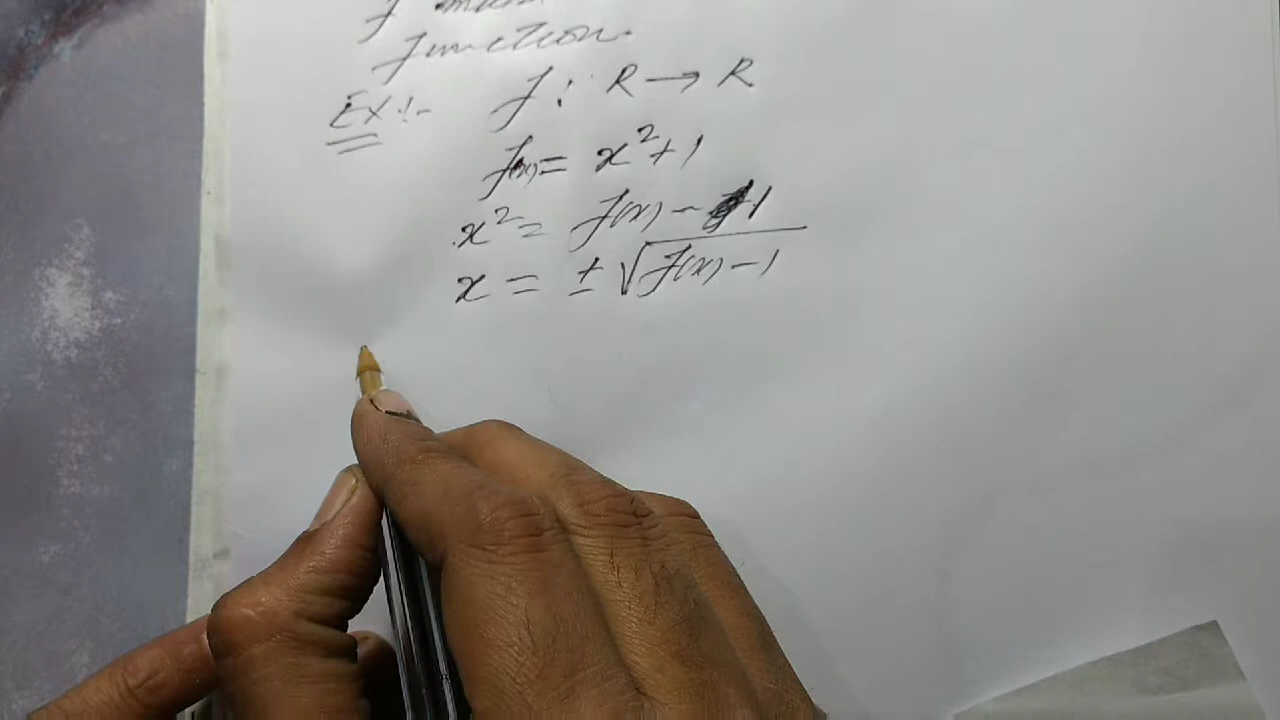 function.
Ex:- f: R → R
f(x) = x² + 1
x² = f(x) - 1
x = ± √(f(x) - 1)